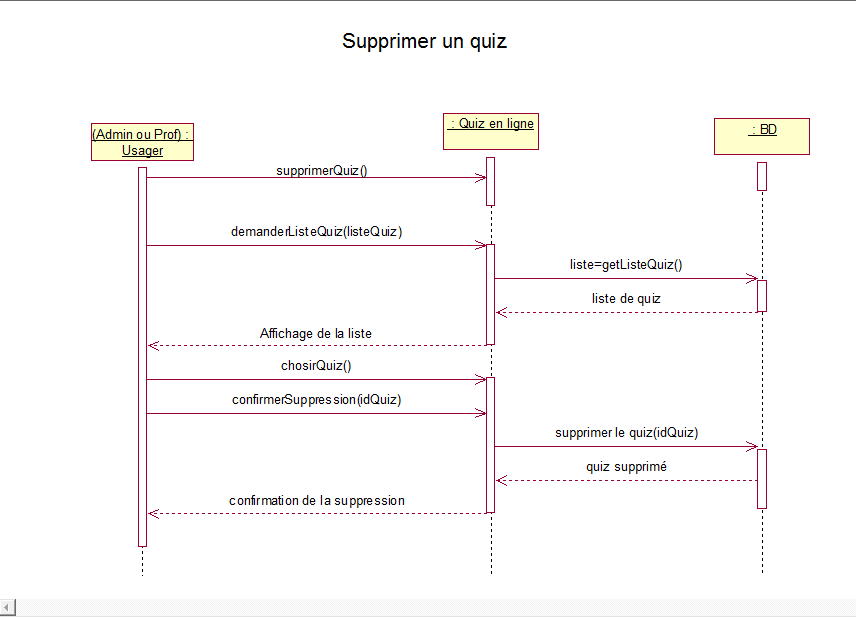 Supprimer un quiz
(Admin ou Prof) :
Usager
: Quiz en ligne
: BD
supprimerQuiz()
demanderListeQuiz(listeQuiz)
liste=getListeQuiz()
liste de quiz
Affichage de la liste
chosirQuiz()
confirmerSuppression(idQuiz)
supprimer le quiz(idQuiz)
quiz supprimé
confirmation de la suppression